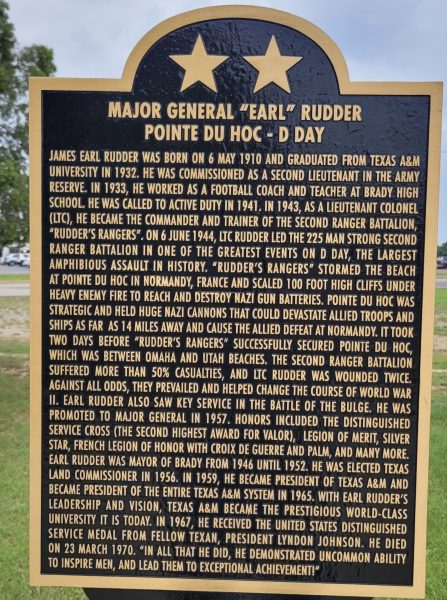 MAJOR GENERAL "EARL" RUDDER
POINTE DU HOC - D DAY
JAMES EARL RUDDER WAS BORN ON 6 MAY 1910 AND GRADUATED FROM TEXAS A&M
UNIVERSITY IN 1932. HE WAS COMMISSIONED AS A SECOND LIEUTENANT IN THE ARMY
RESERVE. IN 1933, HE WORKED AS A FOOTBALL COACH AND TEACHER AT BRADY HIGH
SCHOOL. HE WAS CALLED TO ACTIVE DUTY IN 1941. IN 1943, AS A LIEUTENANT COLONEL
(LTC), HE BECAME THE COMMANDER AND TRAINER OF THE SECOND RANGER BATTALION,
"RUDDER'S RANGERS". ON 6 JUNE 1944, LTC RUDDER LED THE 225 MAN STRONG SECOND
RANGER BATTALION IN ONE OF THE GREATEST EVENTS ON D DAY, THE LARGEST
AMPHIBIOUS ASSAULT IN HISTORY. "RUDDER'S RANGERS" STORMED THE BEACH
AT POINTE DU HOC IN NORMANDY, FRANCE AND SCALED 100 FOOT HIGH CLIFFS UNDER
HEAVY ENEMY FIRE TO REACH AND DESTROY NAZI GUN BATTERIES. POINTE DU HOC WAS
STRATEGIC AND HELD HUGE NAZI CANNONS THAT COULD DEVASTATE ALLIED TROOPS AND
SHIPS AS FAR AS 14 MILES AWAY AND CAUSE THE ALLIED DEFEAT AT NORMANDY. IT TOOK
TWO DAYS BEFORE "RUDDER'S RANGERS" SUCCESSFULLY SECURED POINTE DU HOC,
WHICH WAS BETWEEN OMAHA AND UTAH BEACHES. THE SECOND RANGER BATTALION
SUFFERED MORE THAN 50% CASUALTIES, AND LTC RUDDER WAS WOUNDED TWICE.
AGAINST ALL ODDS, THEY PREVAILED AND HELPED CHANGE THE COURSE OF WORLD WAR
II. EARL RUDDER ALSO SAW KEY SERVICE IN THE BATTLE OF THE BULGE. HE WAS
PROMOTED TO MAJOR GENERAL IN 1957. HONORS INCLUDED THE DISTINGUISHED
SERVICE CROSS (THE SECOND HIGHEST AWARD FOR VALOR), LEGION OF MERIT, SILVER
STAR, FRENCH LEGION OF HONOR WITH CROIX DE GUERRE AND PALM, AND MANY MORE.
EARL RUDDER WAS MAYOR OF BRADY FROM 1946 UNTIL 1952. HE WAS ELECTED TEXAS
LAND COMMISSIONER IN 1956. IN 1959, HE BECAME PRESIDENT OF TEXAS A&M AND
BECAME PRESIDENT OF THE ENTIRE TEXAS A&M SYSTEM IN 1965. WITH EARL RUDDER'S
LEADERSHIP AND VISION, TEXAS A&M BECAME THE PRESTIGIOUS WORLD-CLASS
UNIVERSITY IT IS TODAY. IN 1967, HE RECEIVED THE UNITED STATES DISTINGUISHED
SERVICE MEDAL FROM FELLOW TEXAN, PRESIDENT LYNDON JOHNSON. HE DIED
ON 23 MARCH 1970. "IN ALL THAT HE DID, HE DEMONSTRATED UNCOMMON ABILITY
TO INSPIRE MEN, AND LEAD THEM TO EXCEPTIONAL ACHIEVEMENT!"